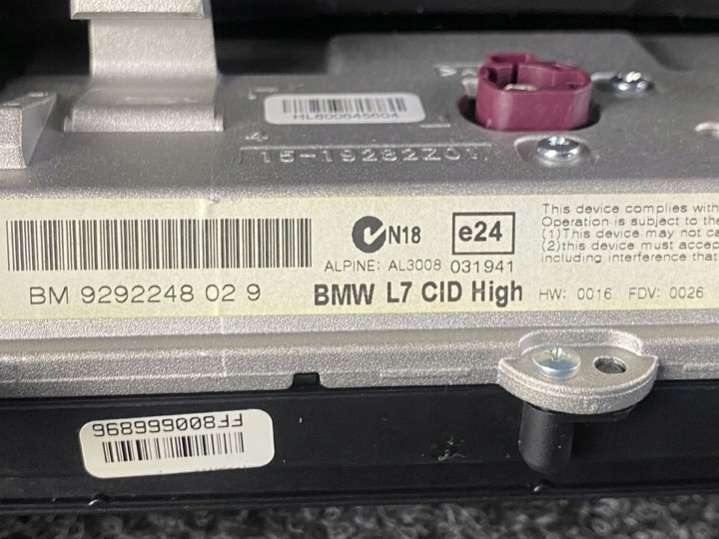 HL800645604
15-19282Z01
N18
e24
ALPINE: AL3008 031941
BM 9292248 02 9
BMW L7 CID High
HW: 0016 FDV: 0026
This device complies with
Operation is subject to the
(1)This device may not ca
(2)this device must accep
including interference that
FF8006668996